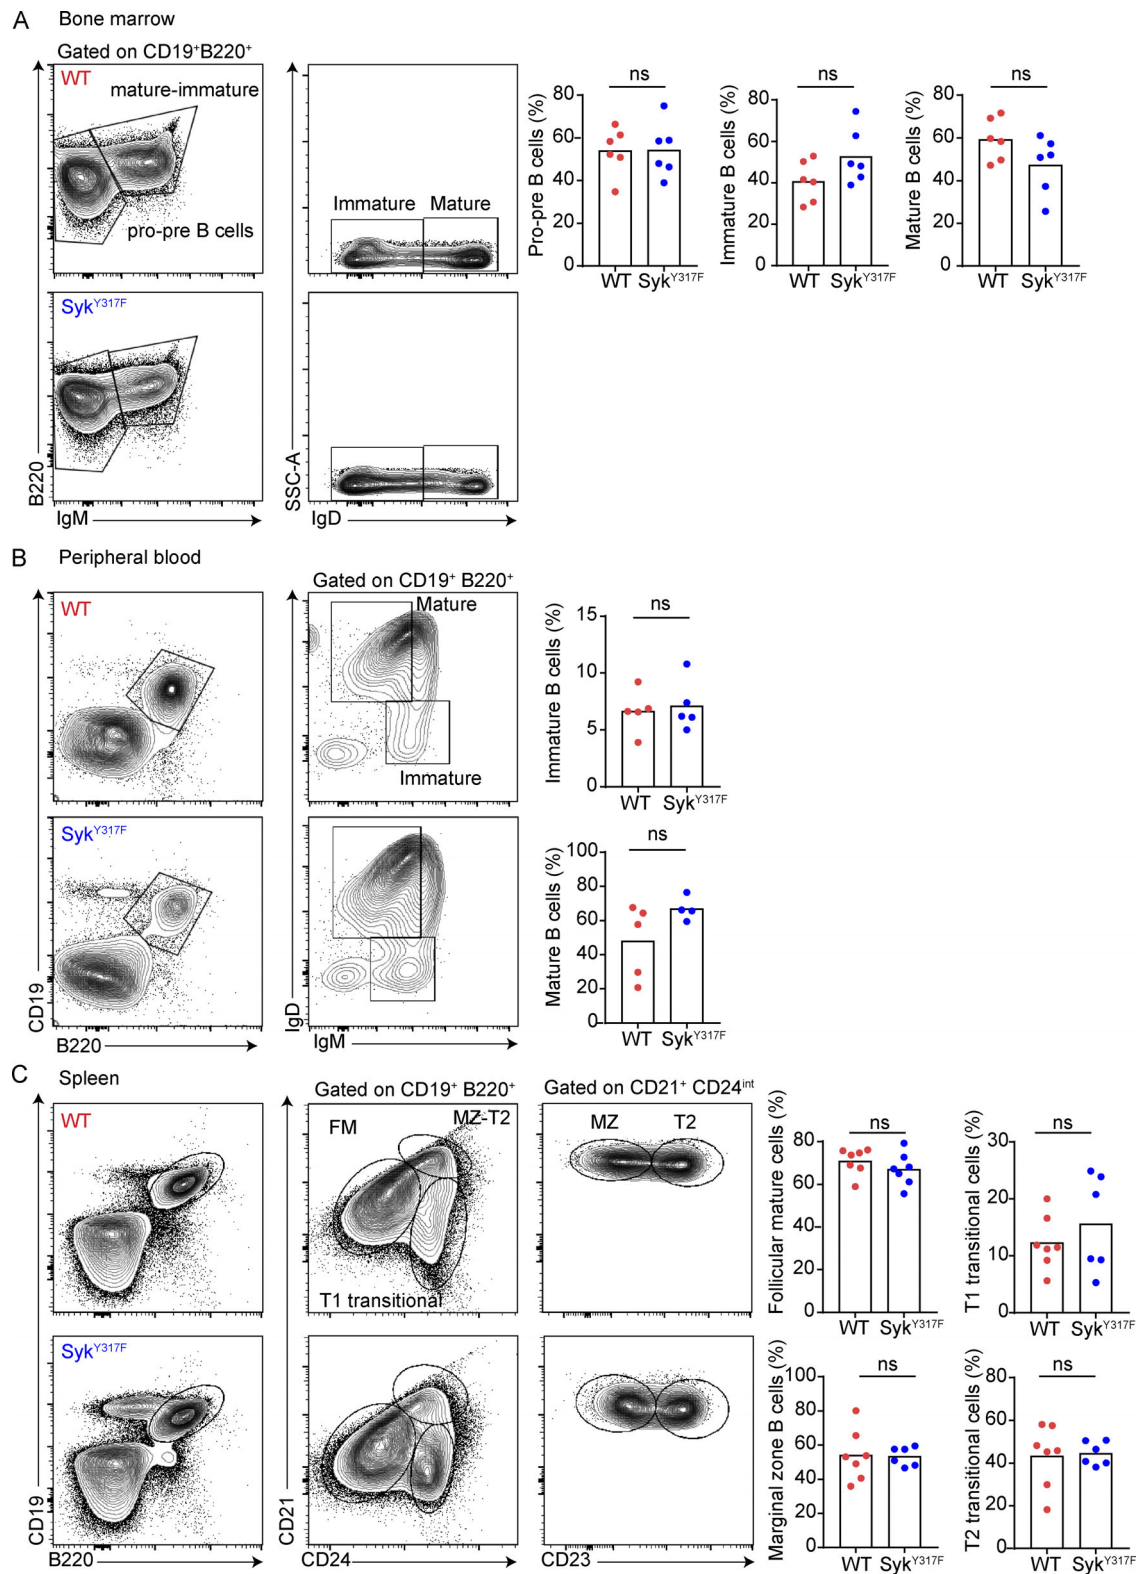 A Bone marrow
Gated on CD19⁺B220⁺
WT
mature-immature
pro-pre B cells
Immature Mature
Syk^Y317F
B220
IgM
SSC-A
IgD
ns
Pro-pre B cells (%)
80
60
40
20
0
WT Syk^Y317F
ns
Immature B cells (%)
80
60
40
20
0
WT Syk^Y317F
ns
Mature B cells (%)
80
60
40
20
0
WT Syk^Y317F
B Peripheral blood
WT
Gated on CD19⁺ B220⁺
Mature
Immature
Syk^Y317F
CD19
B220
IgD
IgM
ns
Immature B cells (%)
15
10
5
0
WT Syk^Y317F
ns
Mature B cells (%)
100
80
60
40
20
0
WT Syk^Y317F
C Spleen
WT
Gated on CD19⁺ B220⁺
FM
MZ-T2
T1 transitional
Gated on CD21⁺ CD24^int
MZ T2
Syk^Y317F
CD19
B220
CD21
CD24
CD23
ns
Follicular mature cells (%)
80
60
40
20
0
WT Syk^Y317F
ns
T1 transitional cells (%)
30
20
10
0
WT Syk^Y317F
ns
Marginal zone B cells (%)
100
80
60
40
20
0
WT Syk^Y317F
ns
T2 transitional cells (%)
80
60
40
20
0
WT Syk^Y317F